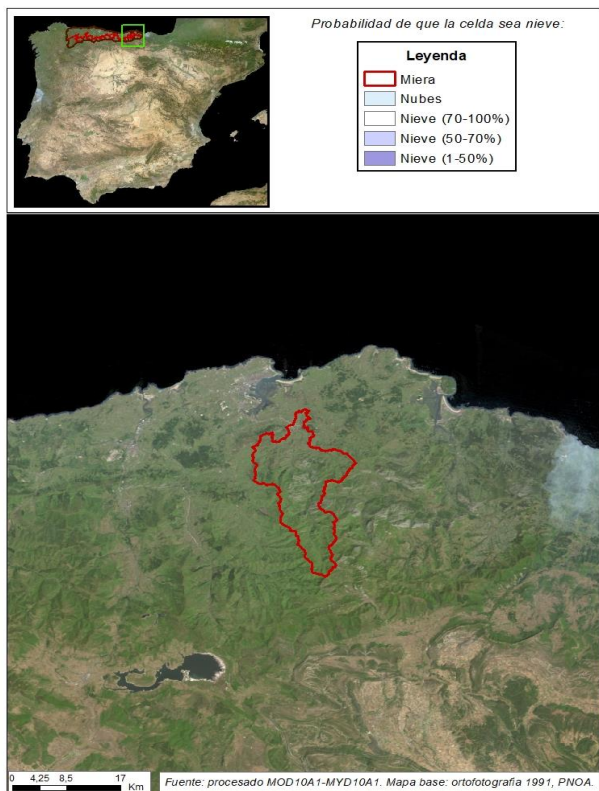 Probabilidad de que la celda sea nieve:
Leyenda
Miera
Nubes
Nieve (70-100%)
Nieve (50-70%)
Nieve (1-50%)
0 4,25 8,5 17
Km
Fuente: procesado MOD10A1-MYD10A1. Mapa base: ortofotografia 1991, PNOA.